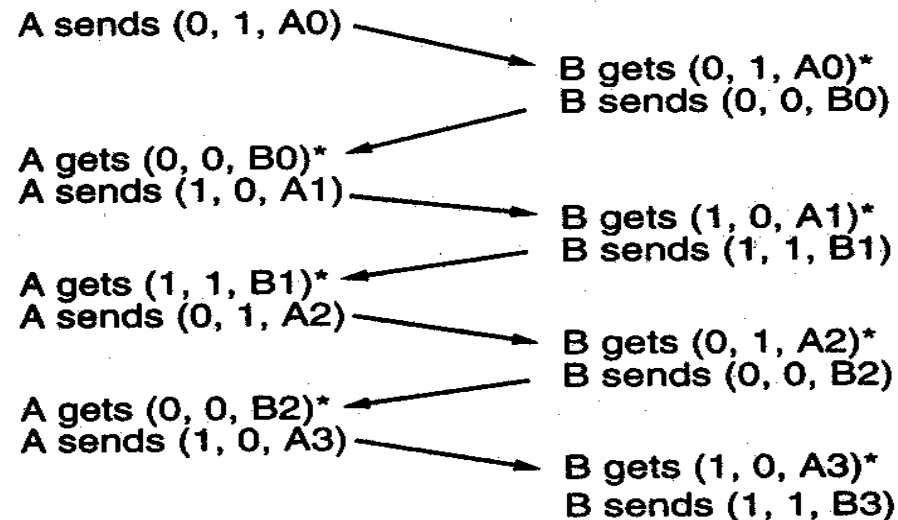 A sends (0, 1, A0)
B gets (0, 1, A0)*
B sends (0, 0, B0)
A gets (0, 0, B0)*
A sends (1, 0, A1)
B gets (1, 0, A1)*
B sends (1, 1, B1)
A gets (1, 1, B1)*
A sends (0, 1, A2)
B gets (0, 1, A2)*
B sends (0, 0, B2)
A gets (0, 0, B2)*
A sends (1, 0, A3)
B gets (1, 0, A3)*
B sends (1, 1, B3)